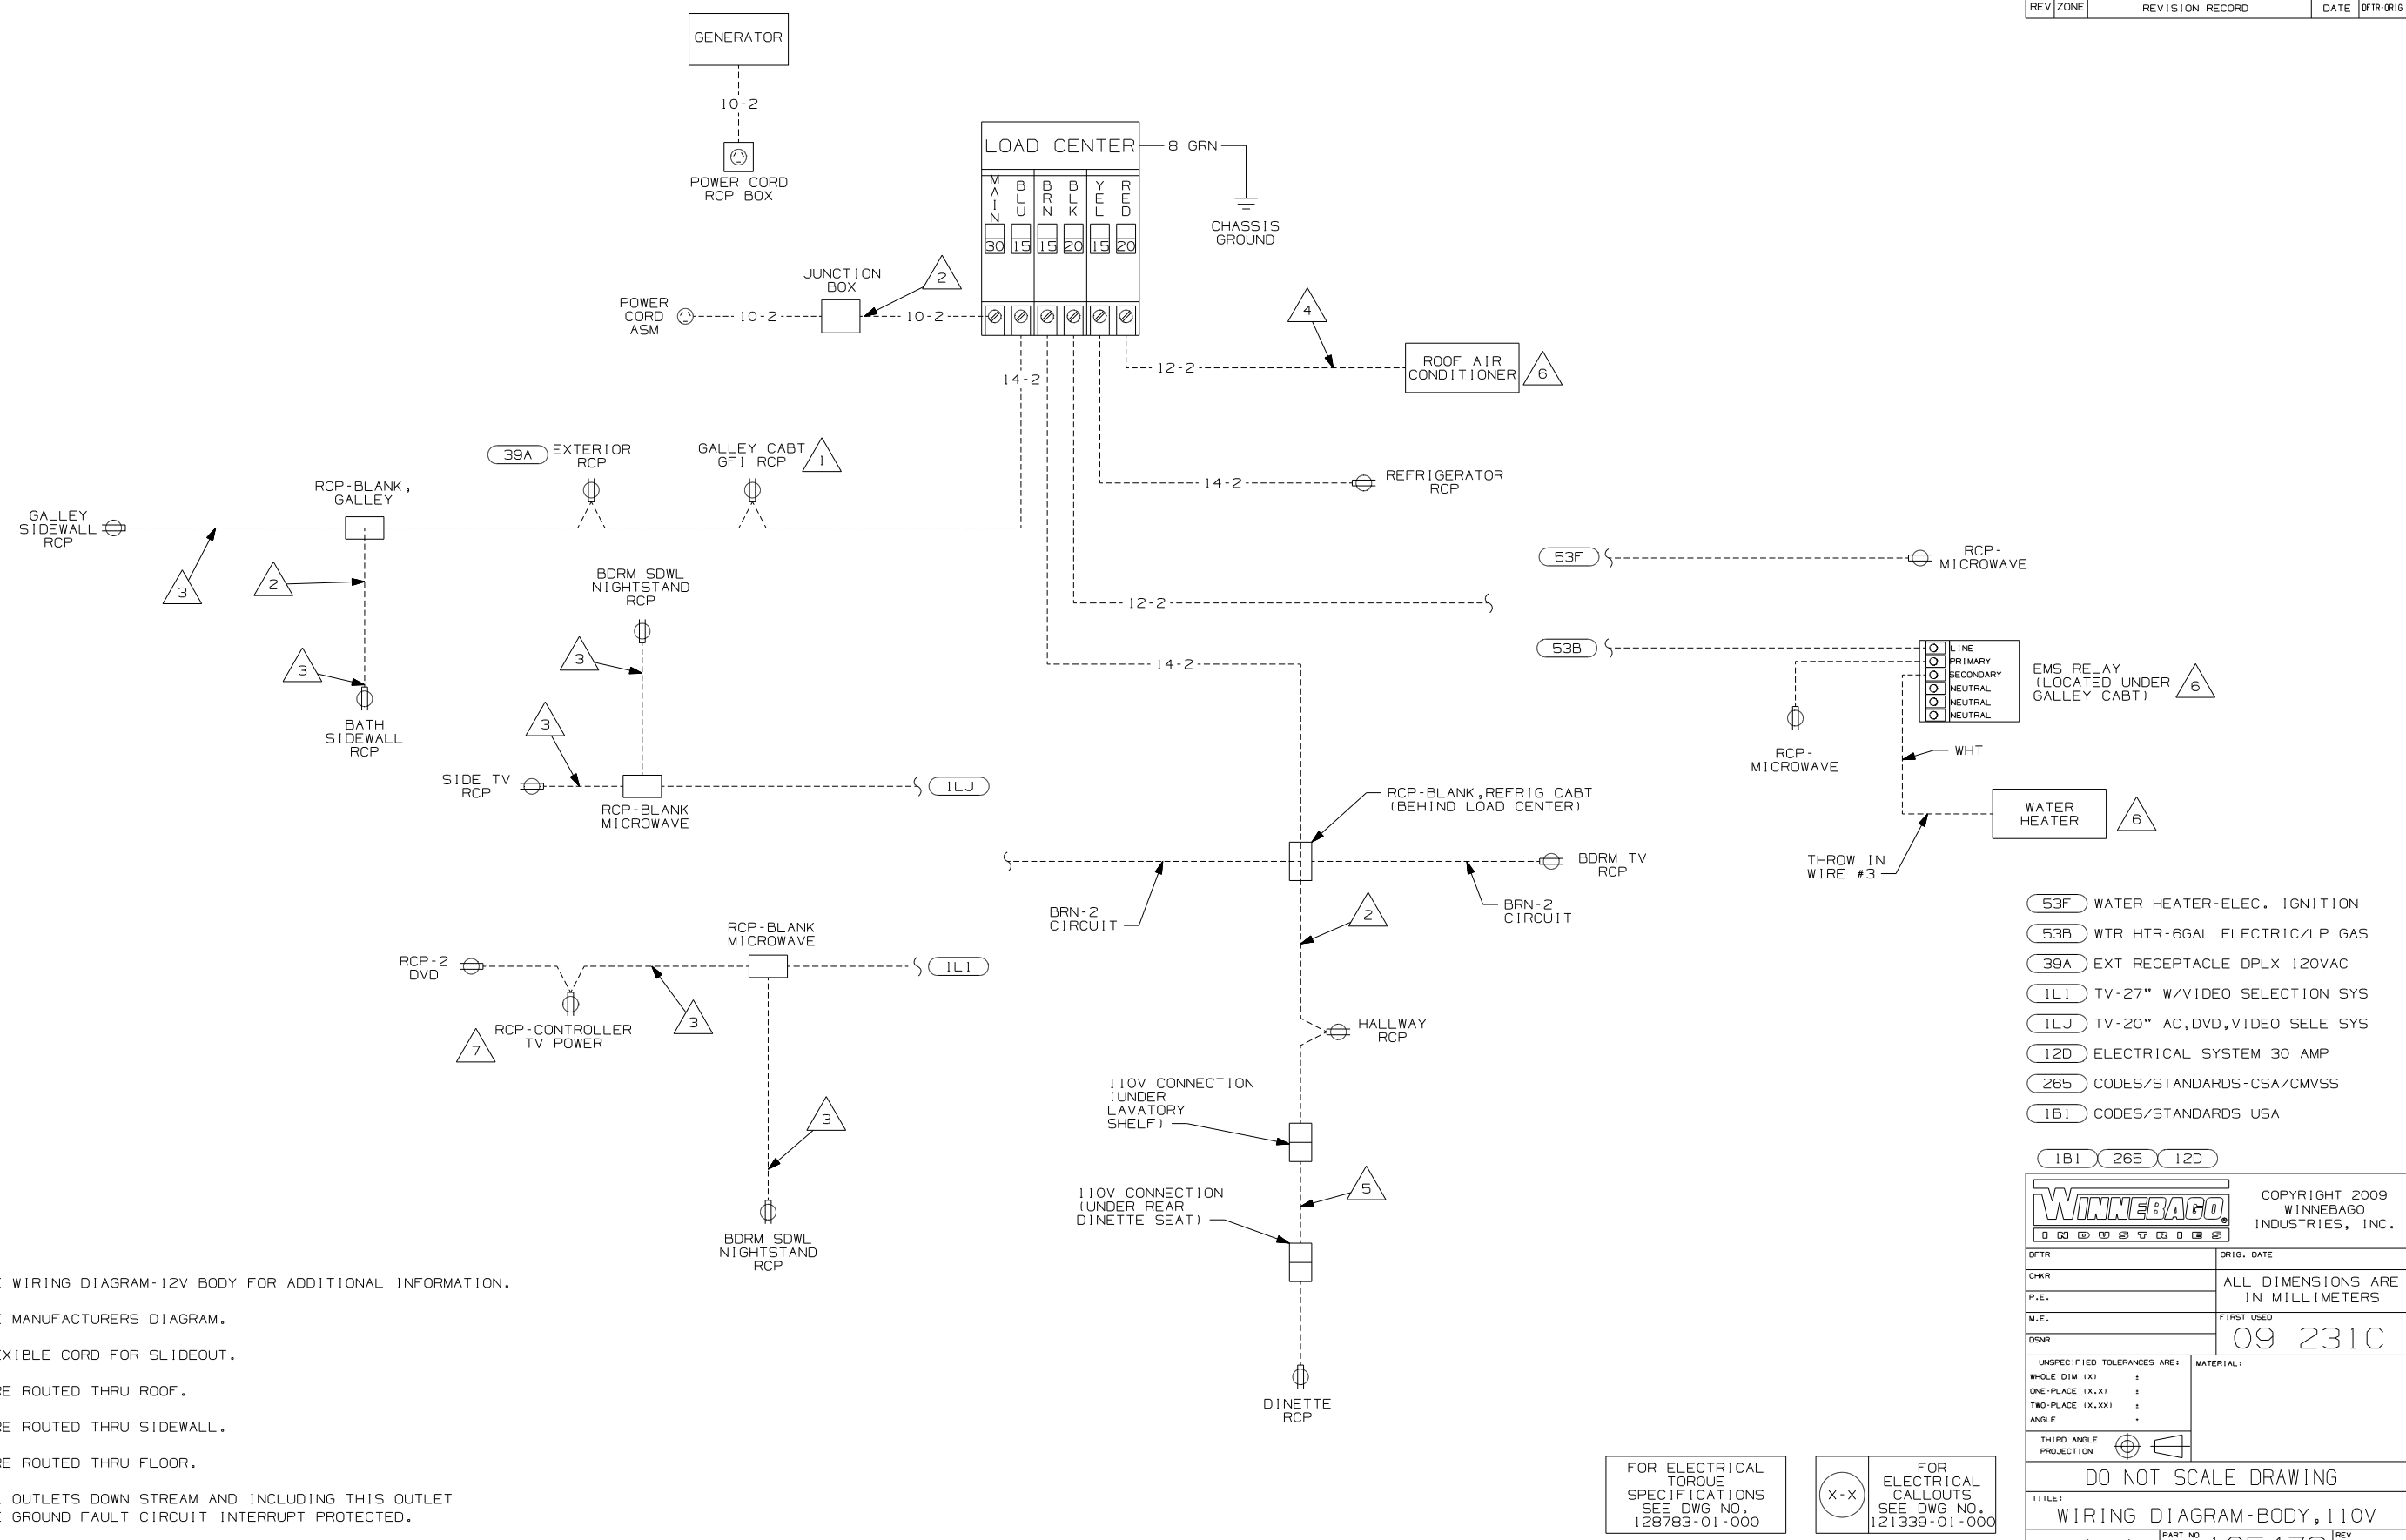 REV ZONE REVISION RECORD DATE DFTR-ORIG
GENERATOR
10-2
POWER CORD
RCP BOX
LOAD CENTER
8 GRN
CHASSIS
GROUND
MAIN BLU BRN BLK YEL RED
30 15 15 20 15 20
JUNCTION
BOX
2
POWER
CORD
ASM
10-2
10-2
4
14-2
12-2
ROOF AIR
CONDITIONER
6
39A
EXTERIOR
RCP
GALLEY CABT
GFI RCP
1
14-2
REFRIGERATOR
RCP
RCP-BLANK,
GALLEY
GALLEY
SIDEWALL
RCP
3
2
3
BATH
SIDEWALL
RCP
BDRM SDWL
NIGHTSTAND
RCP
3
3
SIDE TV
RCP
RCP-BLANK
MICROWAVE
1LJ
12-2
14-2
53F
RCP-
MICROWAVE
53B
LINE
PRIMARY
SECONDARY
NEUTRAL
NEUTRAL
NEUTRAL
EMS RELAY
(LOCATED UNDER
GALLEY CABT)
6
RCP-
MICROWAVE
WHT
WATER
HEATER
6
THROW IN
WIRE #3
RCP-BLANK,REFRIG CABT
(BEHIND LOAD CENTER)
BDRM TV
RCP
BRN-2
CIRCUIT
BRN-2
CIRCUIT
2
RCP-BLANK
MICROWAVE
RCP-2
DVD
1L1
RCP-CONTROLLER
TV POWER
7
3
3
BDRM SDWL
NIGHTSTAND
RCP
HALLWAY
RCP
110V CONNECTION
(UNDER
LAVATORY
SHELF)
5
110V CONNECTION
(UNDER REAR
DINETTE SEAT)
DINETTE
RCP
53F WATER HEATER-ELEC. IGNITION
53B WTR HTR-6GAL ELECTRIC/LP GAS
39A EXT RECEPTACLE DPLX 120VAC
1L1 TV-27" W/VIDEO SELECTION SYS
1LJ TV-20" AC,DVD,VIDEO SELE SYS
12D ELECTRICAL SYSTEM 30 AMP
265 CODES/STANDARDS-CSA/CMVSS
1B1 CODES/STANDARDS USA
1B1 265 12D
WIRING DIAGRAM-12V BODY FOR ADDITIONAL INFORMATION.
MANUFACTURERS DIAGRAM.
CORD FOR SLIDEOUT.
ROUTED THRU ROOF.
ROUTED THRU SIDEWALL.
ROUTED THRU FLOOR.
OUTLETS DOWN STREAM AND INCLUDING THIS OUTLET
GROUND FAULT CIRCUIT INTERRUPT PROTECTED.
FOR ELECTRICAL
TORQUE
SPECIFICATIONS
SEE DWG NO.
128783-01-000
X-X
FOR
ELECTRICAL
CALLOUTS
SEE DWG NO.
121339-01-000
WINNEBAGO
INDUSTRIES
COPYRIGHT 2009
WINNEBAGO
INDUSTRIES, INC.
DFTR
ORIG. DATE
CHKR
P.E.
ALL DIMENSIONS ARE
IN MILLIMETERS
M.E.
DSNR
FIRST USED
09 231C
UNSPECIFIED TOLERANCES ARE:
WHOLE DIM (X) ±
ONE-PLACE (X.X) ±
TWO-PLACE (X.XX) ±
ANGLE ±
MATERIAL:
THIRD ANGLE
PROJECTION
DO NOT SCALE DRAWING
TITLE:
WIRING DIAGRAM-BODY,110V
PART NO
REV